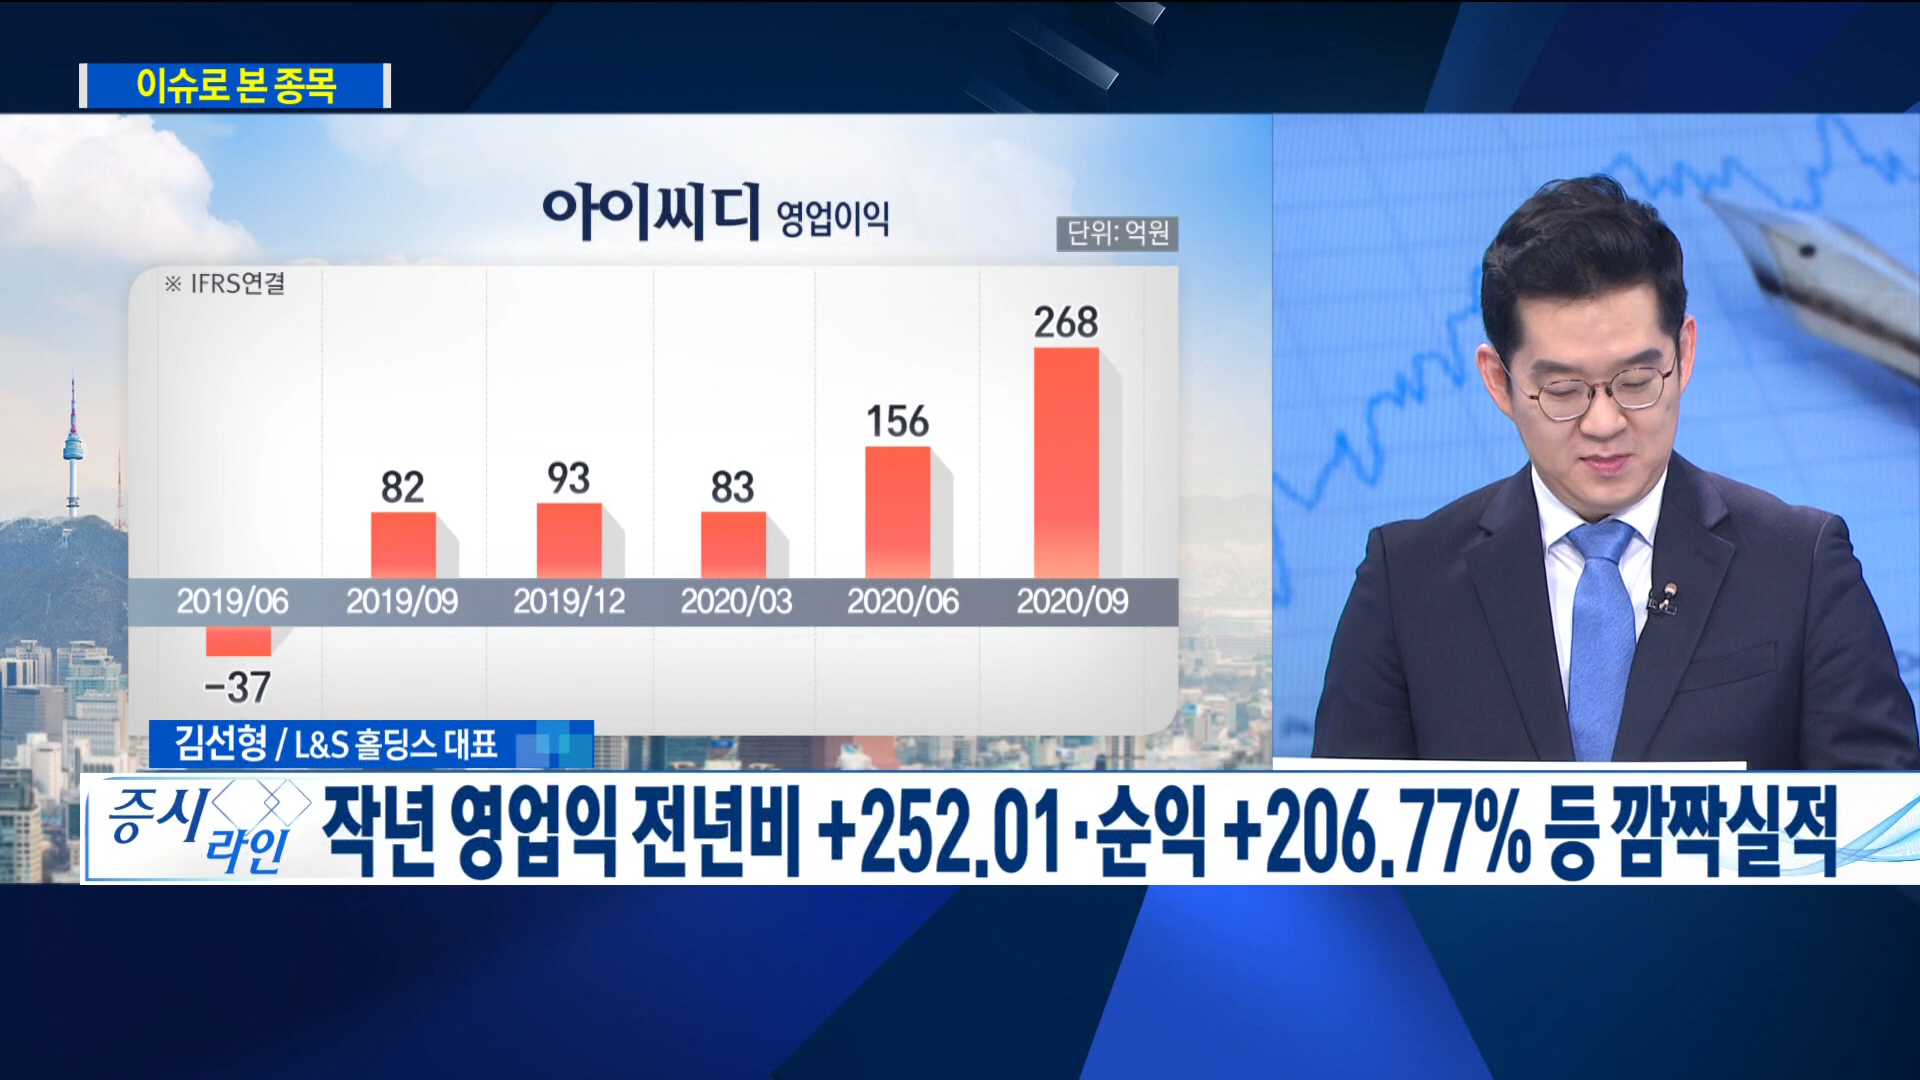 이슈로 본 종목
아이씨디 영업이익
단위: 억원
※ IFRS연결
268
156
93
82
83
2019/06 2019/09 2019/12 2020/03 2020/06 2020/09
-37
김선형 / L&S 홀딩스 대표
증시라인
작년 영업익 전년비 +252.01·순익 +206.77% 등 깜짝실적